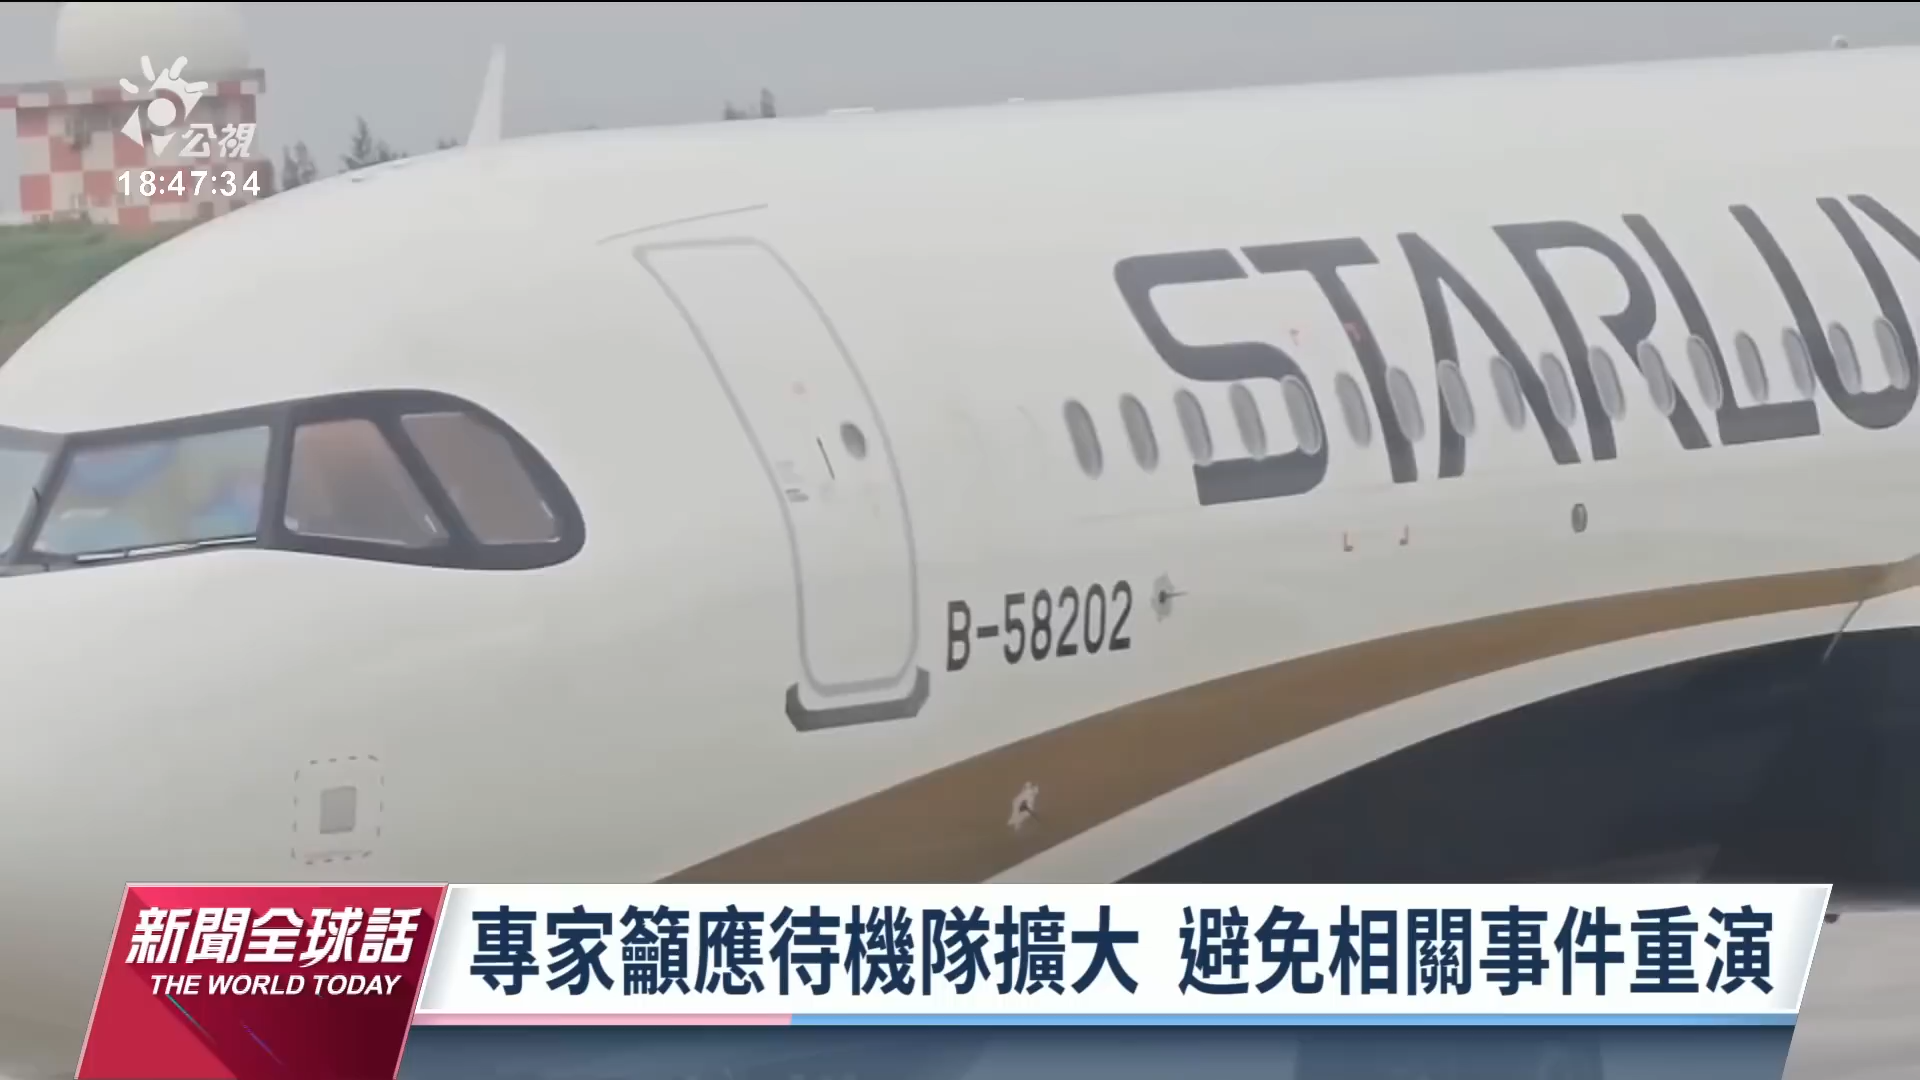 公視
18:47:34
STARLUX
B-58202
新聞全球話
THE WORLD TODAY
專家籲應待機隊擴大 避免相關事件重演